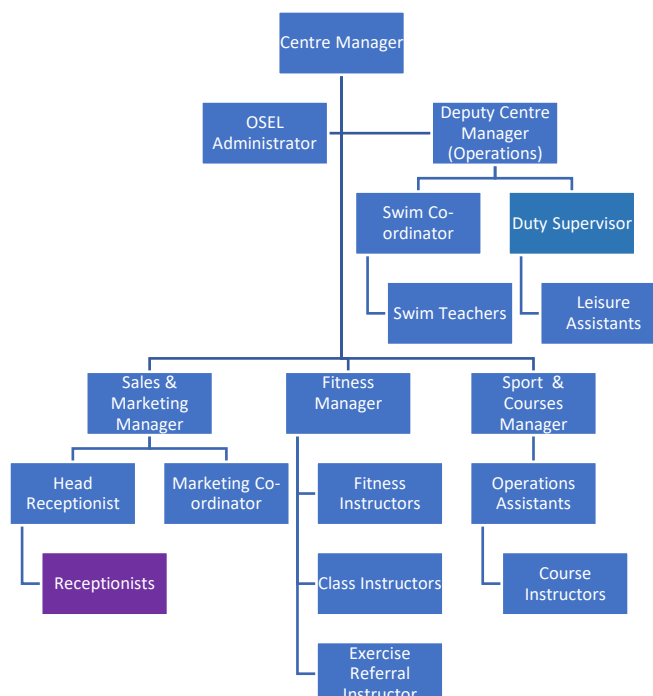 Centre Manager
OSEL
Administrator
Deputy Centre
Manager
(Operations)
Swim Co-
ordinator
Duty Supervisor
Swim Teachers
Leisure
Assistants
Sales &
Marketing
Manager
Fitness
Manager
Sport &
Courses
Manager
Head
Receptionist
Marketing Co-
ordinator
Fitness
Instructors
Operations
Assistants
Receptionists
Class Instructors
Course
Instructors
Exercise
Referral
Instructor